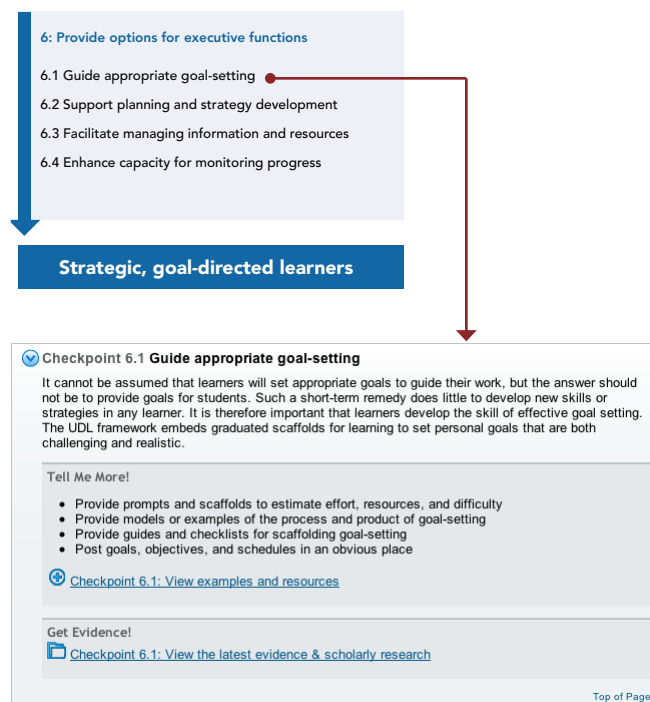 6: Provide options for executive functions
6.1 Guide appropriate goal-setting
6.2 Support planning and strategy development
6.3 Facilitate managing information and resources
6.4 Enhance capacity for monitoring progress
Strategic, goal-directed learners
Checkpoint 6.1 Guide appropriate goal-setting
It cannot be assumed that learners will set appropriate goals to guide their work, but the answer should
not be to provide goals for students. Such a short-term remedy does little to develop new skills or
strategies in any learner. It is therefore important that learners develop the skill of effective goal setting.
The UDL framework embeds graduated scaffolds for learning to set personal goals that are both
challenging and realistic.
Tell Me More!
• Provide prompts and scaffolds to estimate effort, resources, and difficulty
• Provide models or examples of the process and product of goal-setting
• Provide guides and checklists for scaffolding goal-setting
• Post goals, objectives, and schedules in an obvious place
Checkpoint 6.1: View examples and resources
Get Evidence!
Checkpoint 6.1: View the latest evidence & scholarly research
Top of Page